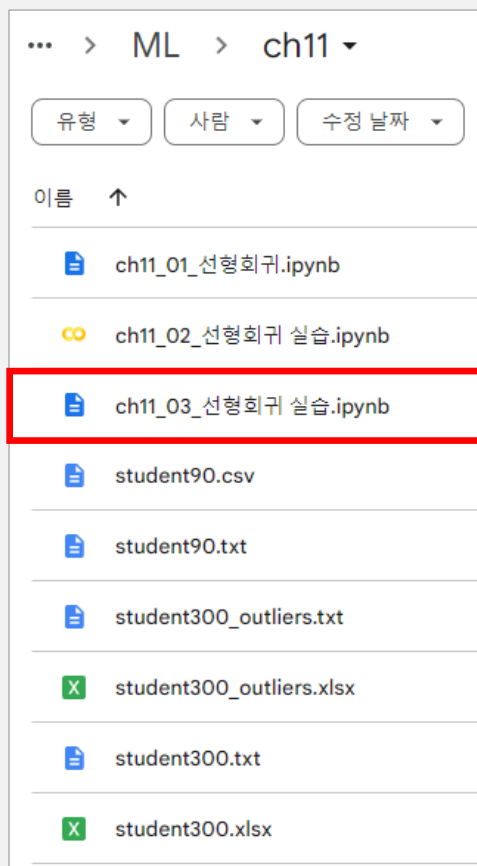 ... > ML > ch11
유형 사람 수정 날짜
이름 ↑
ch11_01_선형회귀.ipynb
ch11_02_선형회귀 실습.ipynb
ch11_03_선형회귀 실습.ipynb
student90.csv
student90.txt
student300_outliers.txt
X student300_outliers.xlsx
student300.txt
X student300.xlsx